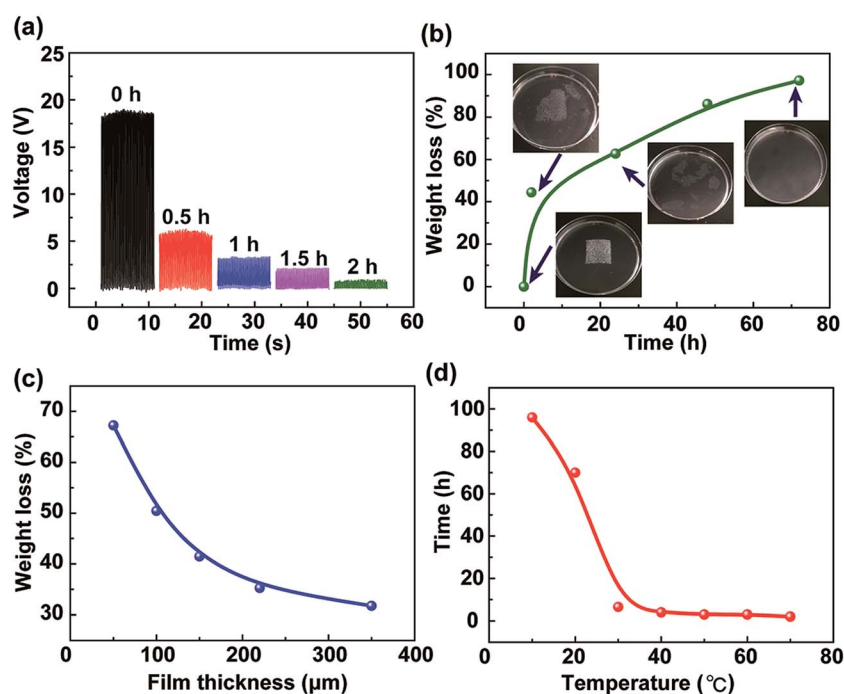 (a)
Voltage (V)
25
20
15
10
5
0
0 h
0.5 h
1 h
1.5 h
2 h
0 10 20 30 40 50 60
Time (s)
(b)
Weight loss (%)
100
80
60
40
20
0
0 20 40 60 80
Time (h)
(c)
Weight loss (%)
70
60
50
40
30
0 100 200 300 400
Film thickness (μm)
(d)
Time (h)
100
80
60
40
20
0
0 20 40 60 80
Temperature (℃)